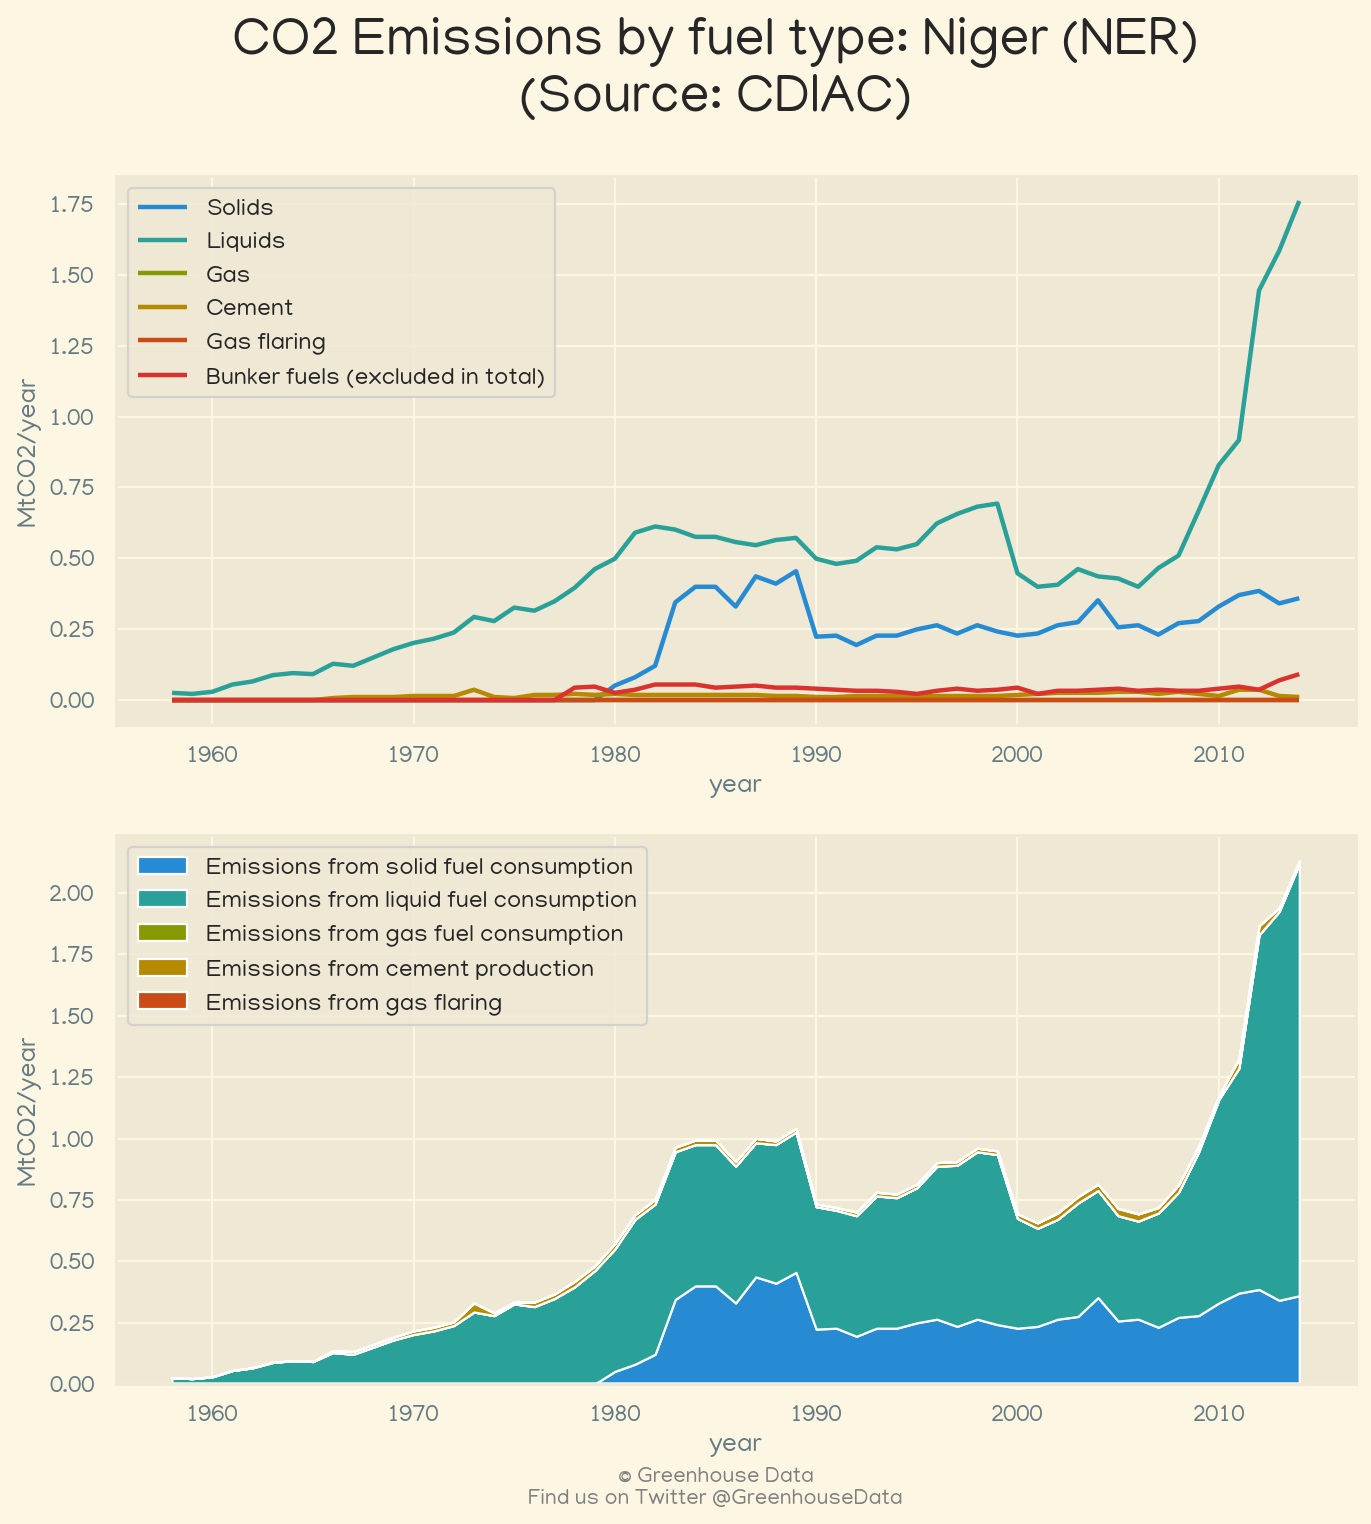 CO2 Emissions by fuel type: Niger (NER)
(Source: CDIAC)
Solids
Liquids
Gas
Cement
Gas flaring
Bunker fuels (excluded in total)
MtCO2/year
1.75
1.50
1.25
1.00
0.75
0.50
0.25
0.00
1960 1970 1980 1990 2000 2010
year
Emissions from solid fuel consumption
Emissions from liquid fuel consumption
Emissions from gas fuel consumption
Emissions from cement production
Emissions from gas flaring
MtCO2/year
2.00
1.75
1.50
1.25
1.00
0.75
0.50
0.25
0.00
1960 1970 1980 1990 2000 2010
year
© Greenhouse Data
Find us on Twitter @GreenhouseData